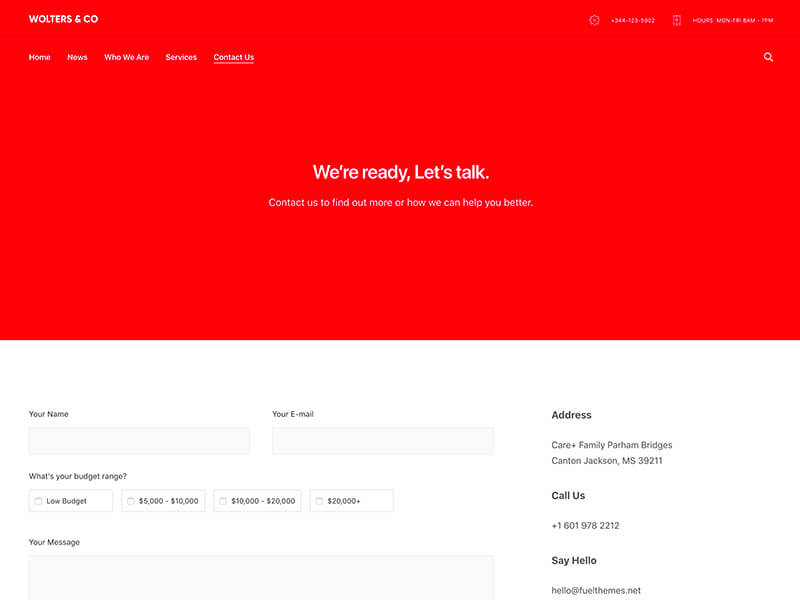 WOLTERS & CO
+344-123-5902
HOURS: MON-FRI 8AM - 7PM
Home News Who We Are Services Contact Us
We're ready, Let's talk.
Contact us to find out more or how we can help you better.
Your Name
Your E-mail
What's your budget range?
Low Budget
$5,000 - $10,000
$10,000 - $20,000
$20,000+
Your Message
Address
Care+ Family Parham Bridges
Canton Jackson, MS 39211
Call Us
+1 601 978 2212
Say Hello
hello@fuelthemes.net